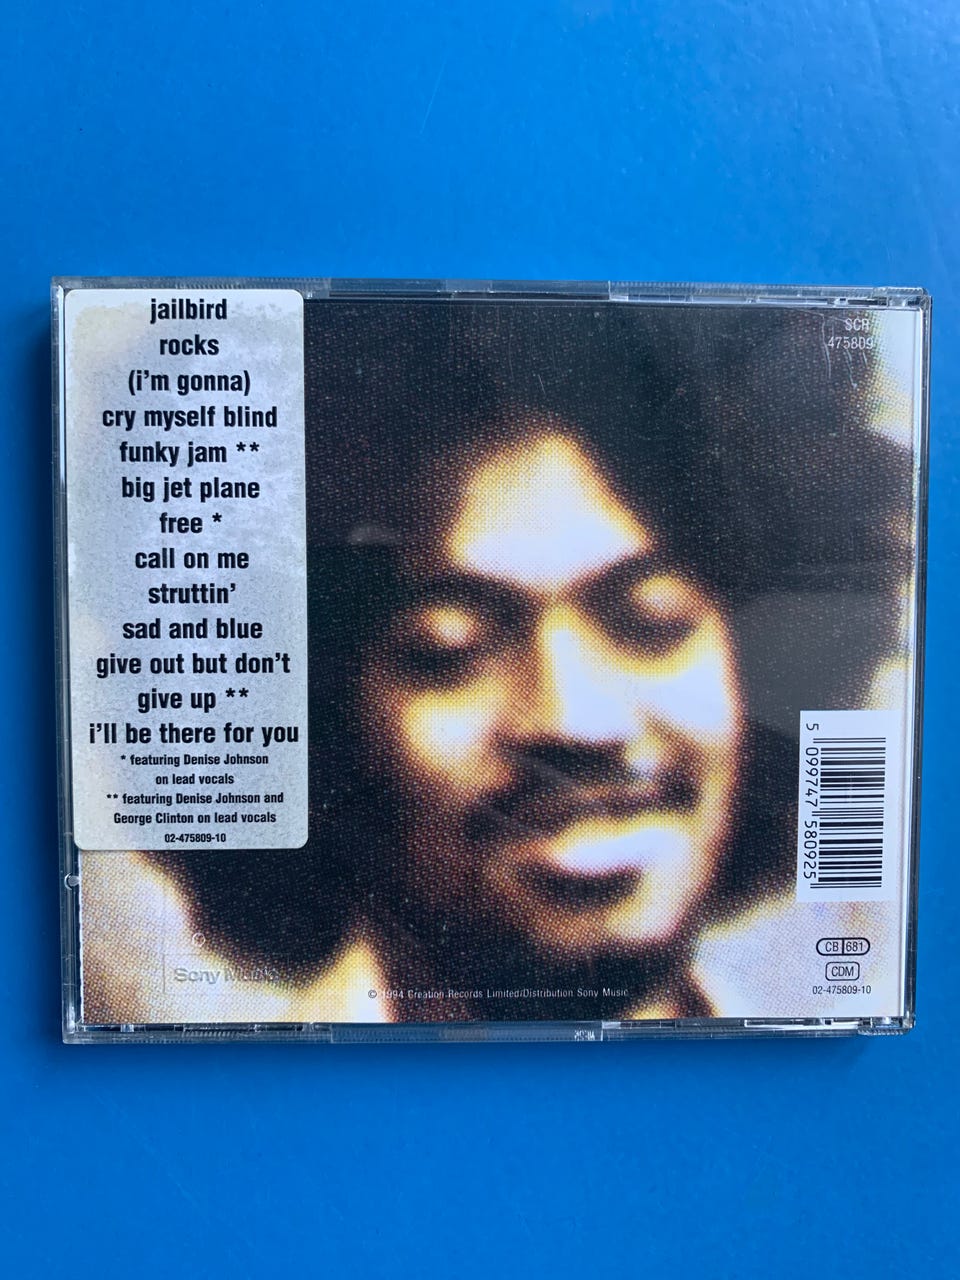 jailbird
rocks
(i'm gonna)
cry myself blind
funky jam **
big jet plane
free *
call on me
struttin'
sad and blue
give out but don't
give up **
i'll be there for you
* featuring Denise Johnson
on lead vocals
** featuring Denise Johnson and
George Clinton on lead vocals
02-475809-10
SCR
475809
5 099747 580925
CB 681
CDM
02-475809-10
Sony Music
© 1994 Creation Records Limited/Distribution Sony Music